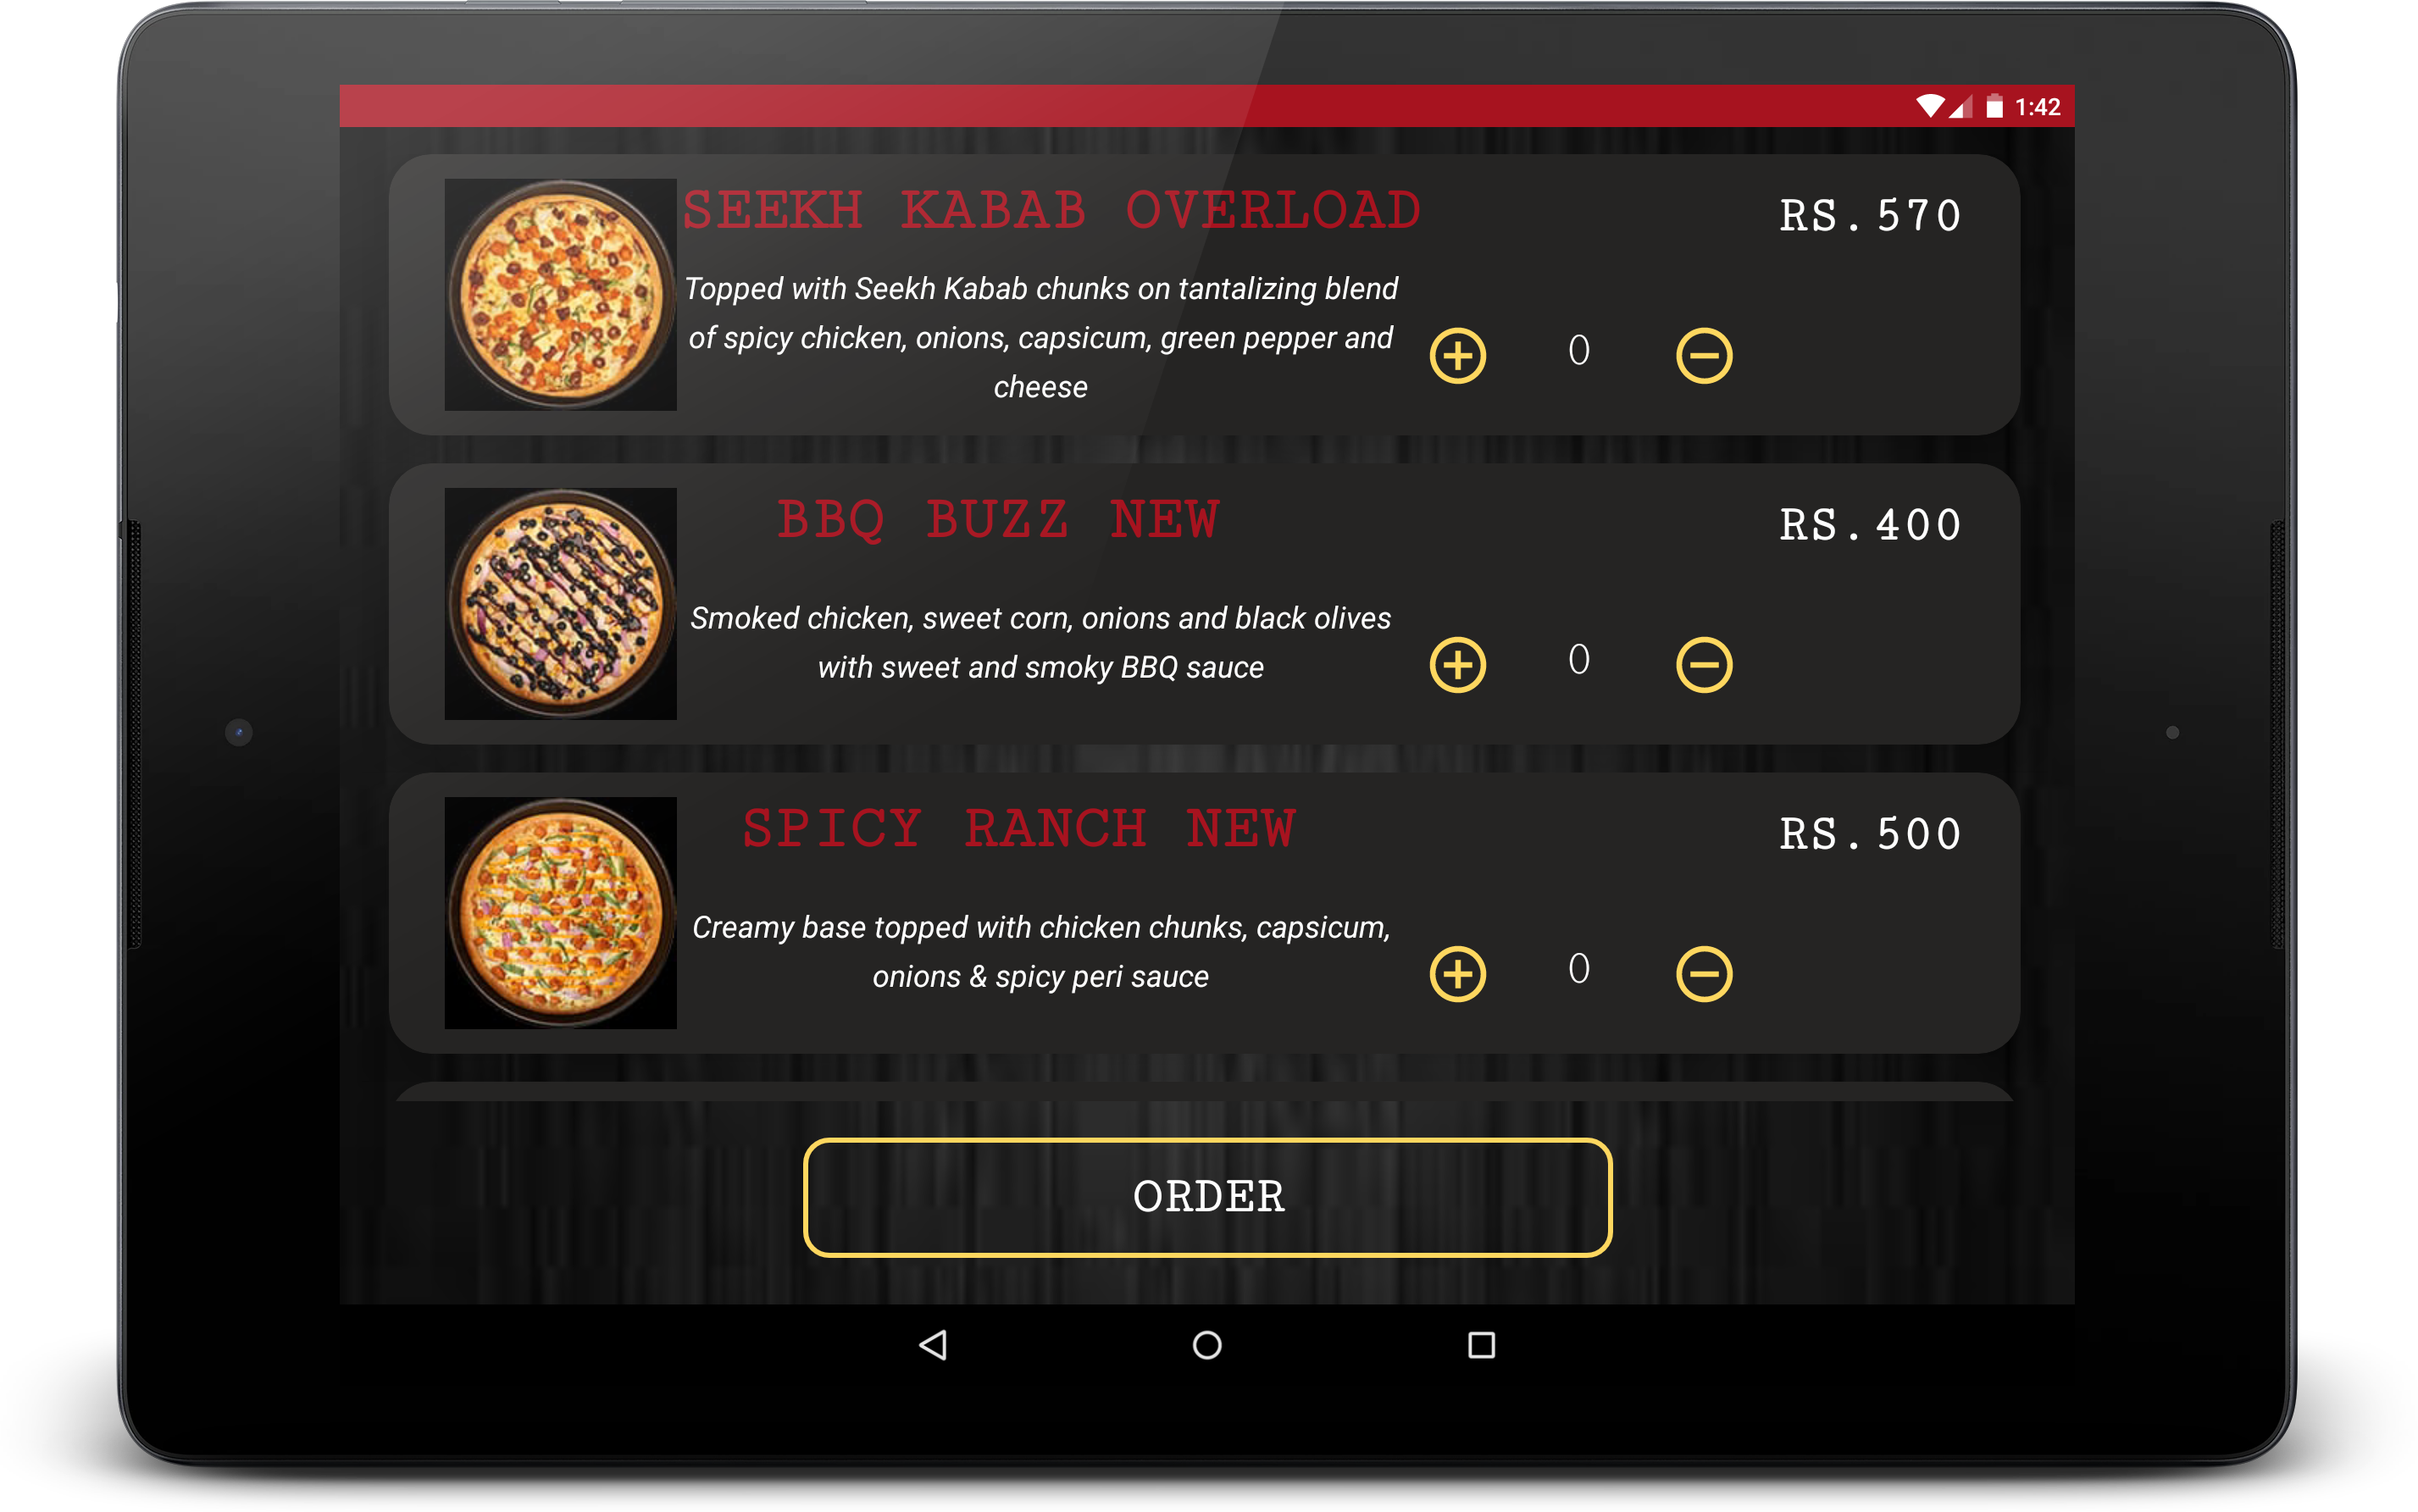 1:42
SEEKH KABAB OVERLOAD
RS.570
Topped with Seekh Kabab chunks on tantalizing blend
of spicy chicken, onions, capsicum, green pepper and
cheese
0
BBQ BUZZ NEW
RS.400
Smoked chicken, sweet corn, onions and black olives
with sweet and smoky BBQ sauce
0
SPICY RANCH NEW
RS.500
Creamy base topped with chicken chunks, capsicum,
onions & spicy peri sauce
0
ORDER